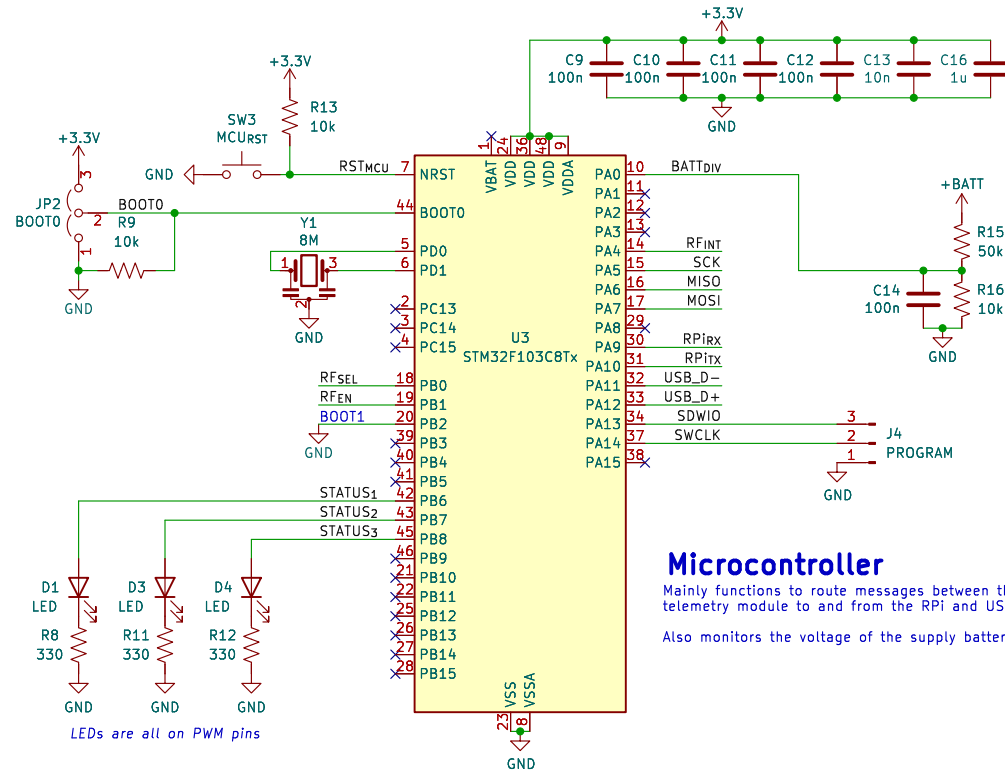 +3.3V
C9
100n
C10
100n
C11
100n
C12
100n
C13
10n
C16
1u
GND
+3.3V
R13
10k
SW3
MCURST
GND
RSTMCU
+3.3V
3
JP2
BOOT0
2
1
BOOT0
R9
10k
GND
Y1
8M
1
3
2
GND
1
24
36
48
9
VBAT
VDD
VDD
VDD
VDDA
7 NRST
44 BOOT0
5 PD0
6 PD1
2 PC13
3 PC14
4 PC15
RFSEL 18 PB0
RFEN 19 PB1
BOOT1 20 PB2
GND
39 PB3
40 PB4
41 PB5
STATUS1 42 PB6
STATUS2 43 PB7
STATUS3 45 PB8
46 PB9
21 PB10
22 PB11
25 PB12
26 PB13
27 PB14
28 PB15
U3
STM32F103C8Tx
PA0 10 BATTDIV
PA1 11
PA2 12
PA3 13
PA4 14 RFINT
PA5 15 SCK
PA6 16 MISO
PA7 17 MOSI
PA8 29
PA9 30 RPiRX
PA10 31 RPiTX
PA11 32 USB_D-
PA12 33 USB_D+
PA13 34 SDWIO 3
PA14 37 SWCLK 2
PA15 38
1
J4
PROGRAM
GND
+BATT
R15
50k
C14
100n
R16
10k
GND
D1
LED
R8
330
GND
D3
LED
R11
330
GND
D4
LED
R12
330
GND
LEDs are all on PWM pins
VSS
VSSA
23
8
GND
Microcontroller
Mainly functions to route messages between th
telemetry module to and from the RPi and US
Also monitors the voltage of the supply batter